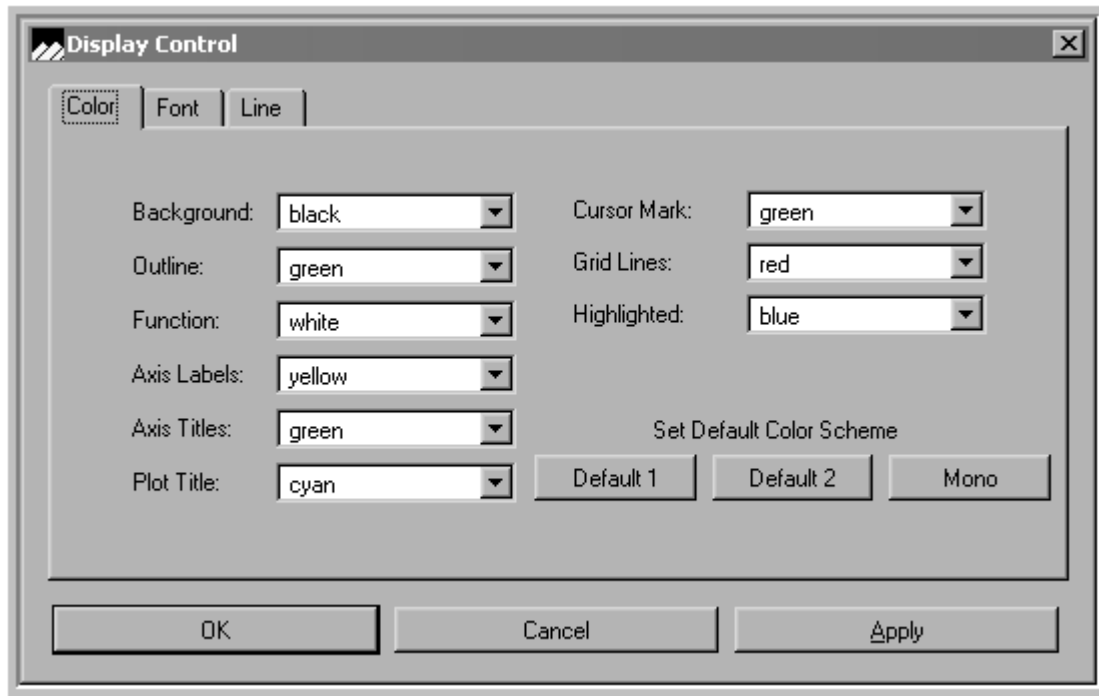 Display Control
Color Font Line
Background: black Cursor Mark: green
Outline: green Grid Lines: red
Function: white Highlighted: blue
Axis Labels: yellow
Axis Titles: green Set Default Color Scheme
Plot Title: cyan Default 1 Default 2 Mono
OK Cancel Apply